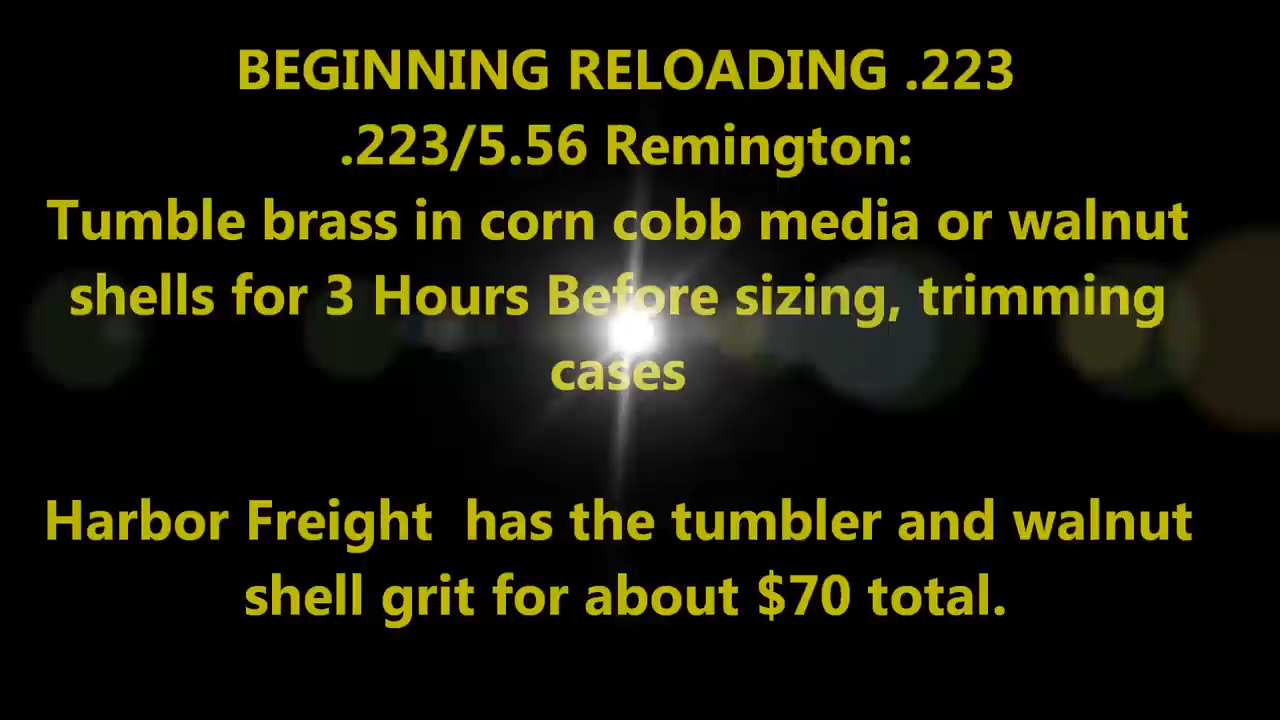 BEGINNING RELOADING .223
.223/5.56 Remington:
Tumble brass in corn cobb media or walnut
shells for 3 Hours Before sizing, trimming
cases
Harbor Freight  has the tumbler and walnut
shell grit for about $70 total.